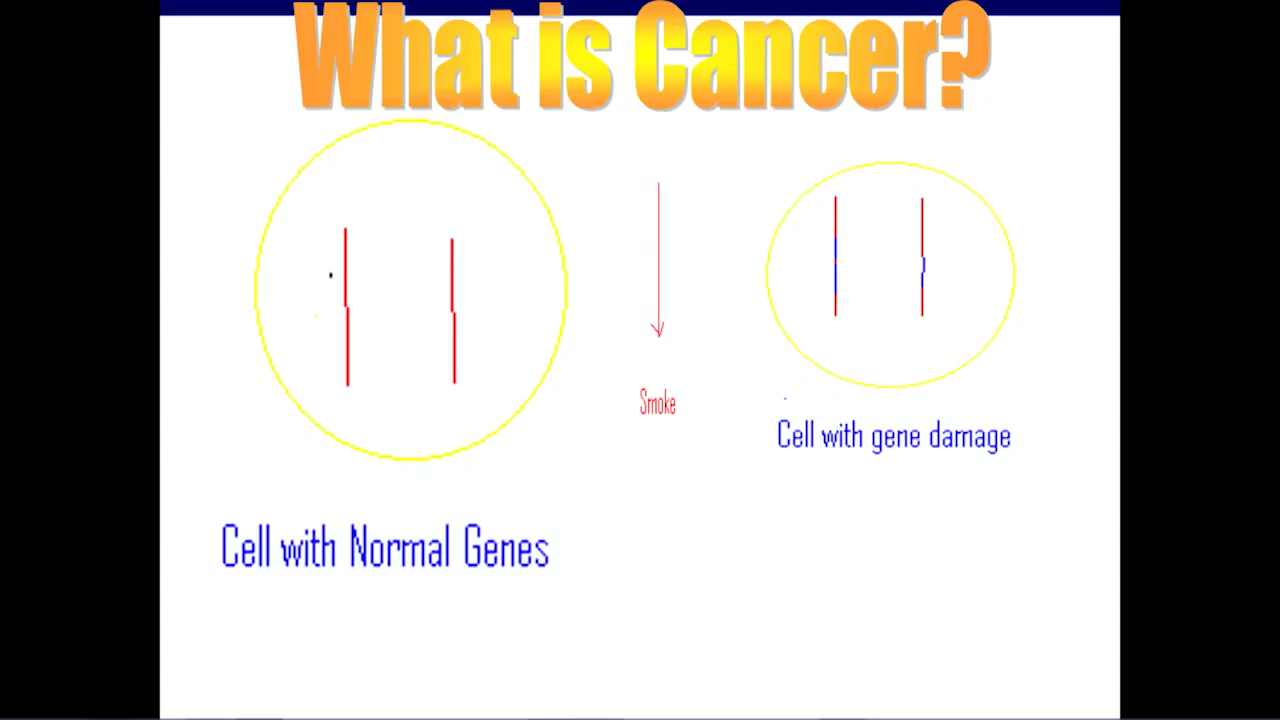 What is Cancer?
Smoke
Cell with gene damage
Cell with Normal Genes